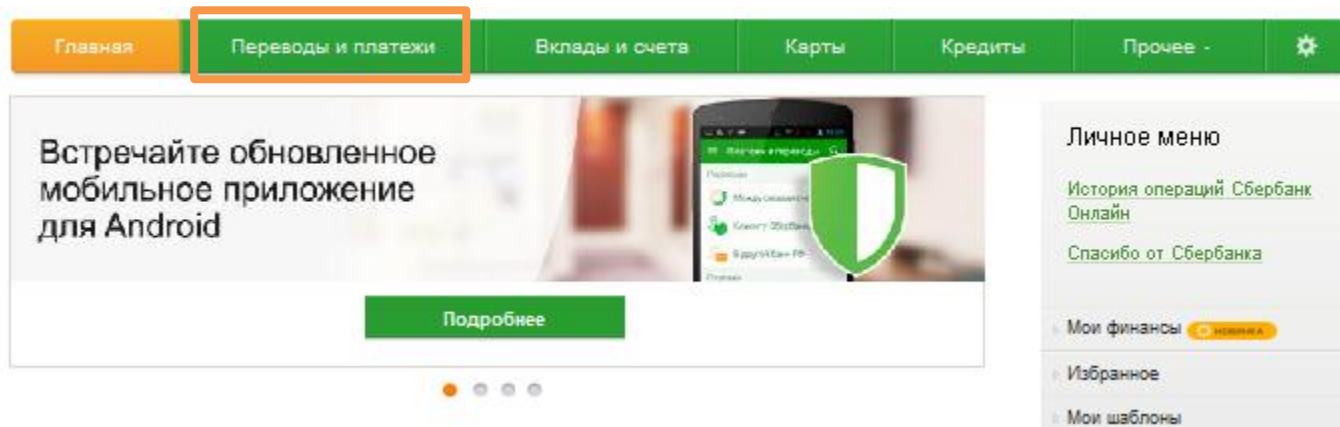 Главная
Переводы и платежи
Вклады и счета
Карты
Кредиты
Прочее -
Встречайте обновленное
мобильное приложение
для Android
Подробнее
Личное меню
История операций Сбербанк
Онлайн
Спасибо от Сбербанка
Мои финансы НОВИНКА
Избранное
Мои шаблоны